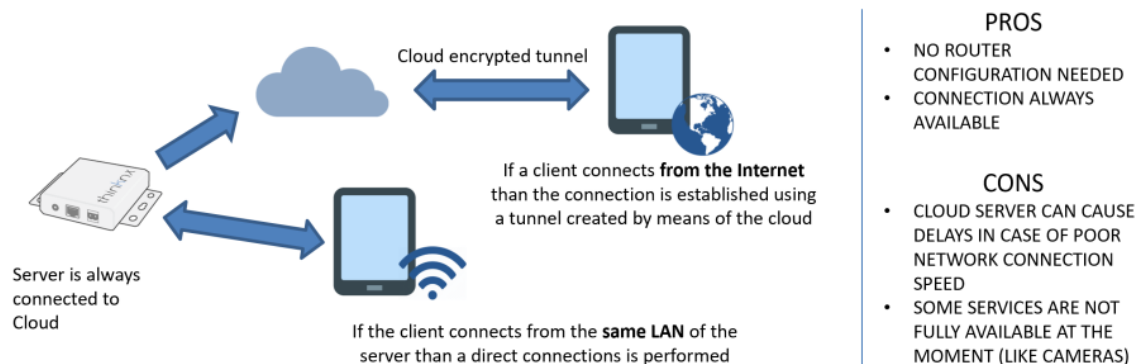 Cloud encrypted tunnel
If a client connects from the Internet
than the connection is established using
a tunnel created by means of the cloud
thinknx
Server is always
connected to
Cloud
If the client connects from the same LAN of the
server than a direct connections is performed
PROS
• NO ROUTER
CONFIGURATION NEEDED
• CONNECTION ALWAYS
AVAILABLE
CONS
• CLOUD SERVER CAN CAUSE
DELAYS IN CASE OF POOR
NETWORK CONNECTION
SPEED
• SOME SERVICES ARE NOT
FULLY AVAILABLE AT THE
MOMENT (LIKE CAMERAS)